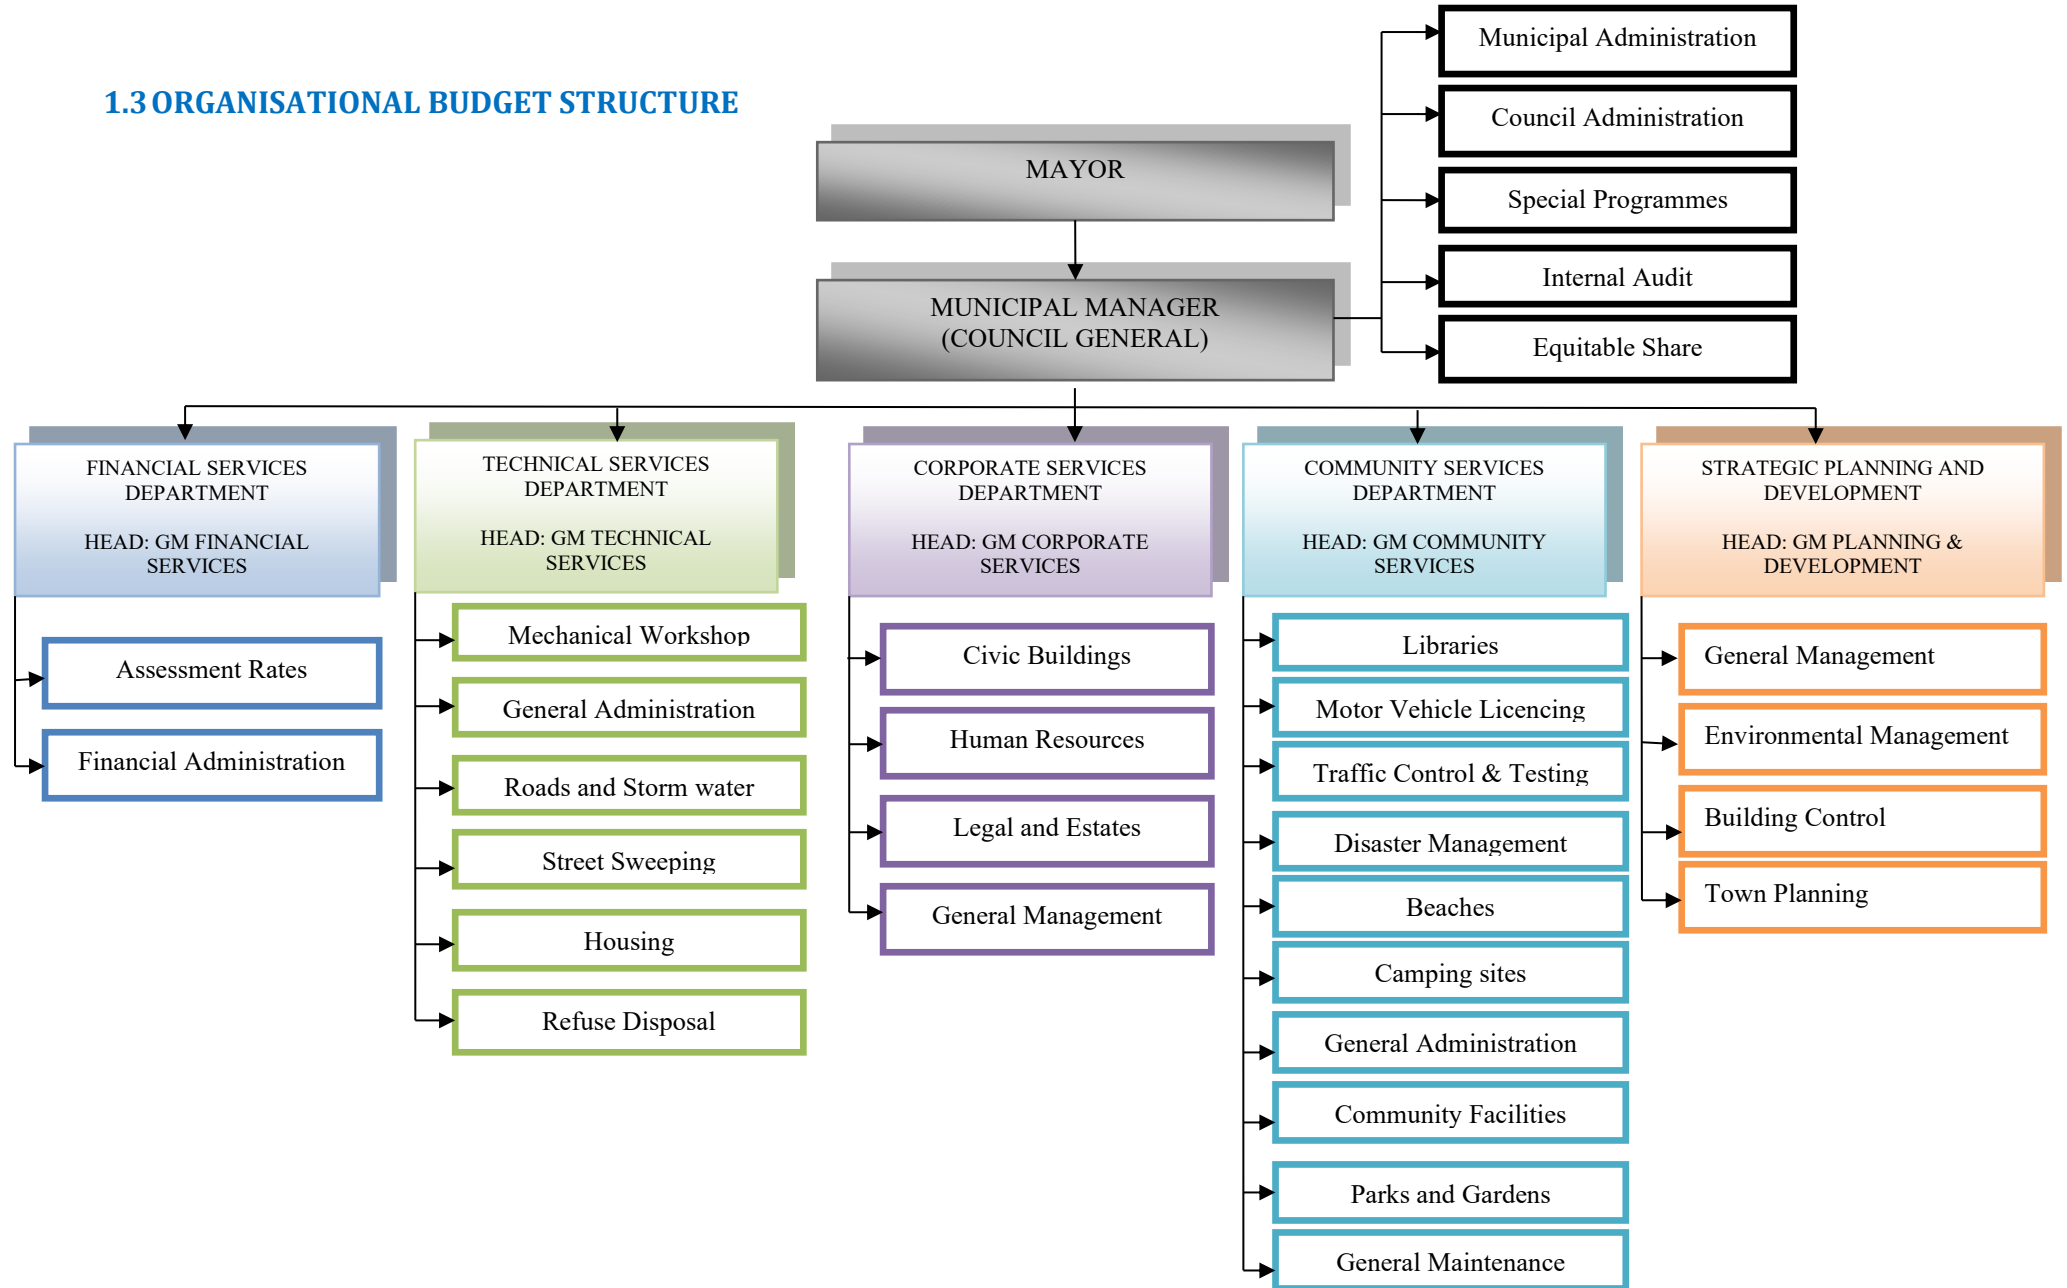 1.3 ORGANISATIONAL BUDGET STRUCTURE
MAYOR
MUNICIPAL MANAGER
(COUNCIL GENERAL)
Municipal Administration
Council Administration
Special Programmes
Internal Audit
Equitable Share
FINANCIAL SERVICES
DEPARTMENT
HEAD: GM FINANCIAL
SERVICES
Assessment Rates
Financial Administration
TECHNICAL SERVICES
DEPARTMENT
HEAD: GM TECHNICAL
SERVICES
Mechanical Workshop
General Administration
Roads and Storm water
Street Sweeping
Housing
Refuse Disposal
CORPORATE SERVICES
DEPARTMENT
HEAD: GM CORPORATE
SERVICES
Civic Buildings
Human Resources
Legal and Estates
General Management
COMMUNITY SERVICES
DEPARTMENT
HEAD: GM COMMUNITY
SERVICES
Libraries
Motor Vehicle Licencing
Traffic Control & Testing
Disaster Management
Beaches
Camping sites
General Administration
Community Facilities
Parks and Gardens
General Maintenance
STRATEGIC PLANNING AND
DEVELOPMENT
HEAD: GM PLANNING &
DEVELOPMENT
General Management
Environmental Management
Building Control
Town Planning